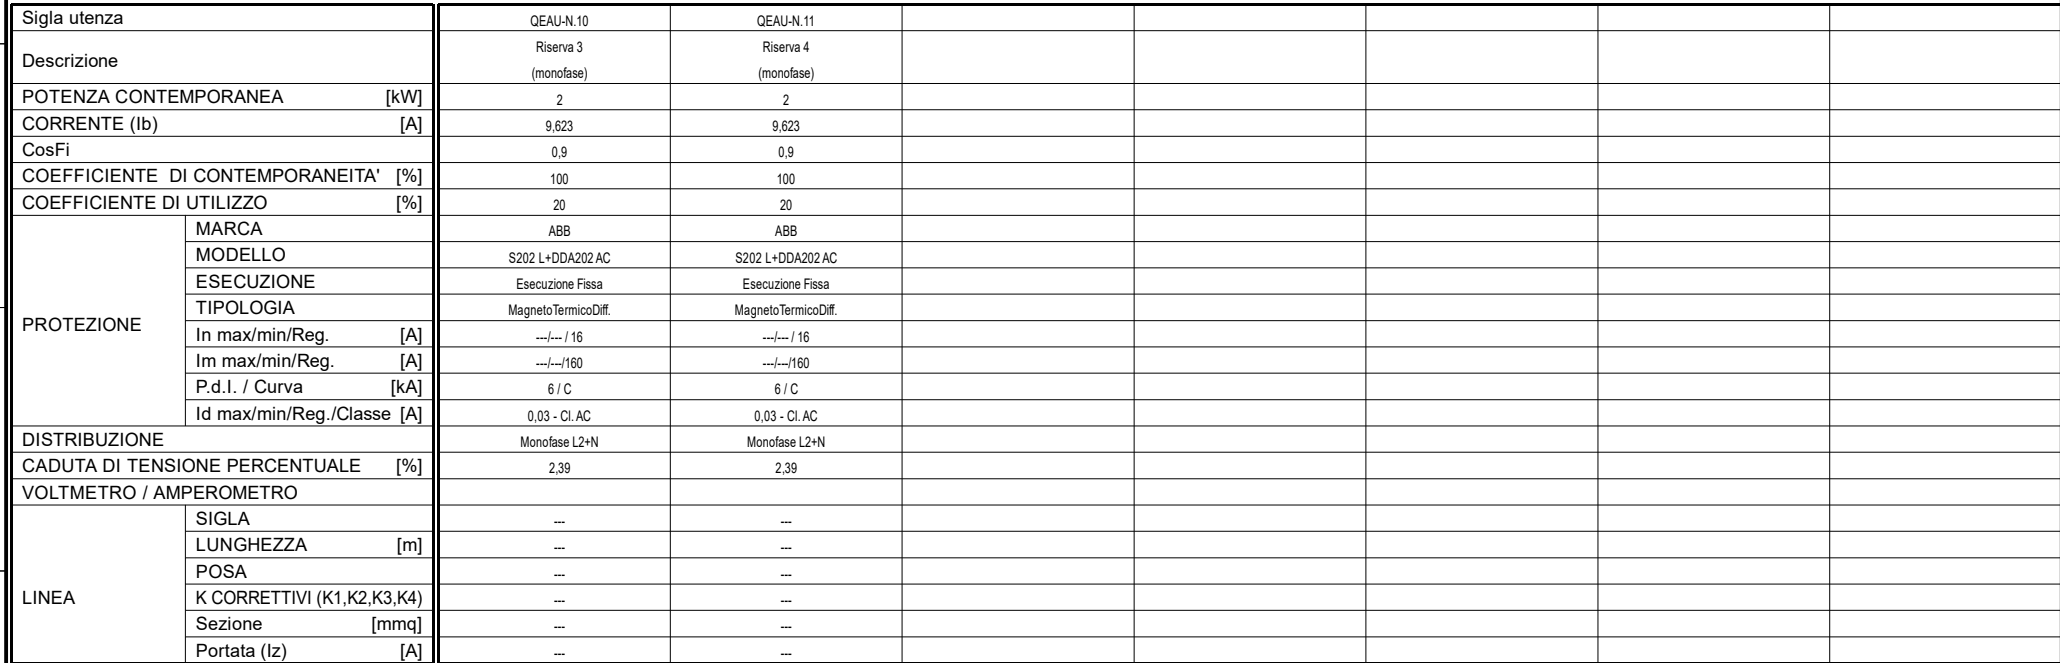 Sigla utenza QEAU-N.10 QEAU-N.11
Descrizione Riserva 3 (monofase) Riserva 4 (monofase)
POTENZA CONTEMPORANEA [kW] 2 2
CORRENTE (Ib) [A] 9,623 9,623
CosFi 0,9 0,9
COEFFICIENTE DI CONTEMPORANEITA' [%] 100 100
COEFFICIENTE DI UTILIZZO [%] 20 20
PROTEZIONE
MARCA ABB ABB
MODELLO S202 L+DDA202 AC S202 L+DDA202 AC
ESECUZIONE Esecuzione Fissa Esecuzione Fissa
TIPOLOGIA MagnetoTermicoDiff. MagnetoTermicoDiff.
In max/min/Reg. [A] ---/--- / 16 ---/--- / 16
Im max/min/Reg. [A] ---/---/160 ---/---/160
P.d.I. / Curva [kA] 6 / C 6 / C
Id max/min/Reg./Classe [A] 0,03 - Cl. AC 0,03 - Cl. AC
DISTRIBUZIONE Monofase L2+N Monofase L2+N
CADUTA DI TENSIONE PERCENTUALE [%] 2,39 2,39
VOLTMETRO / AMPEROMETRO
LINEA
SIGLA --- ---
LUNGHEZZA [m] --- ---
POSA --- ---
K CORRETTIVI (K1,K2,K3,K4) --- ---
Sezione [mmq] --- ---
Portata (Iz) [A] --- ---